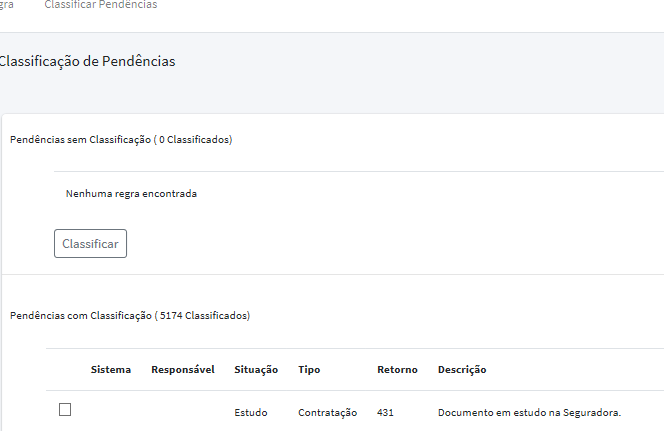 gra Classificar Pendências
Classificação de Pendências
Pendências sem Classificação ( 0 Classificados)
Nenhuma regra encontrada
Classificar
Pendências com Classificação ( 5174 Classificados)
Sistema Responsável Situação Tipo Retorno Descrição
Estudo Contratação 431 Documento em estudo na Seguradora.